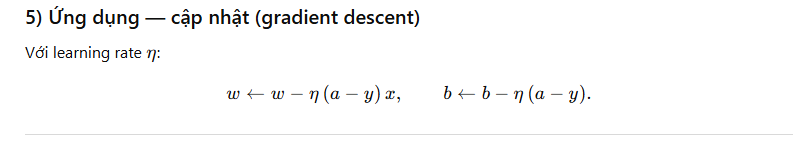 5) Ứng dụng — cập nhật (gradient descent)
Với learning rate η:
w ← w − η (a − y) x,    b ← b − η (a − y).